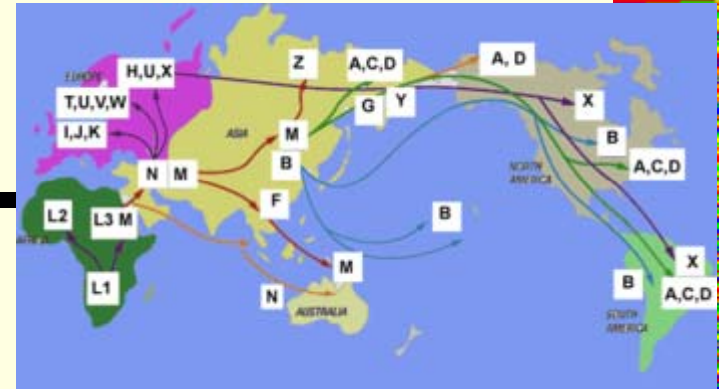 Z
A,C,D
A, D
H,U,X
EUROPE
T,U,V,W
G
Y
X
I,J,K
ASIA
M
B
B
N M
NORTH
AMERICA
A,C,D
L2
L3 M
F
B
M
X
L1
N
AUSTRALIA
B
A,C,D
SOUTH
AMERICA